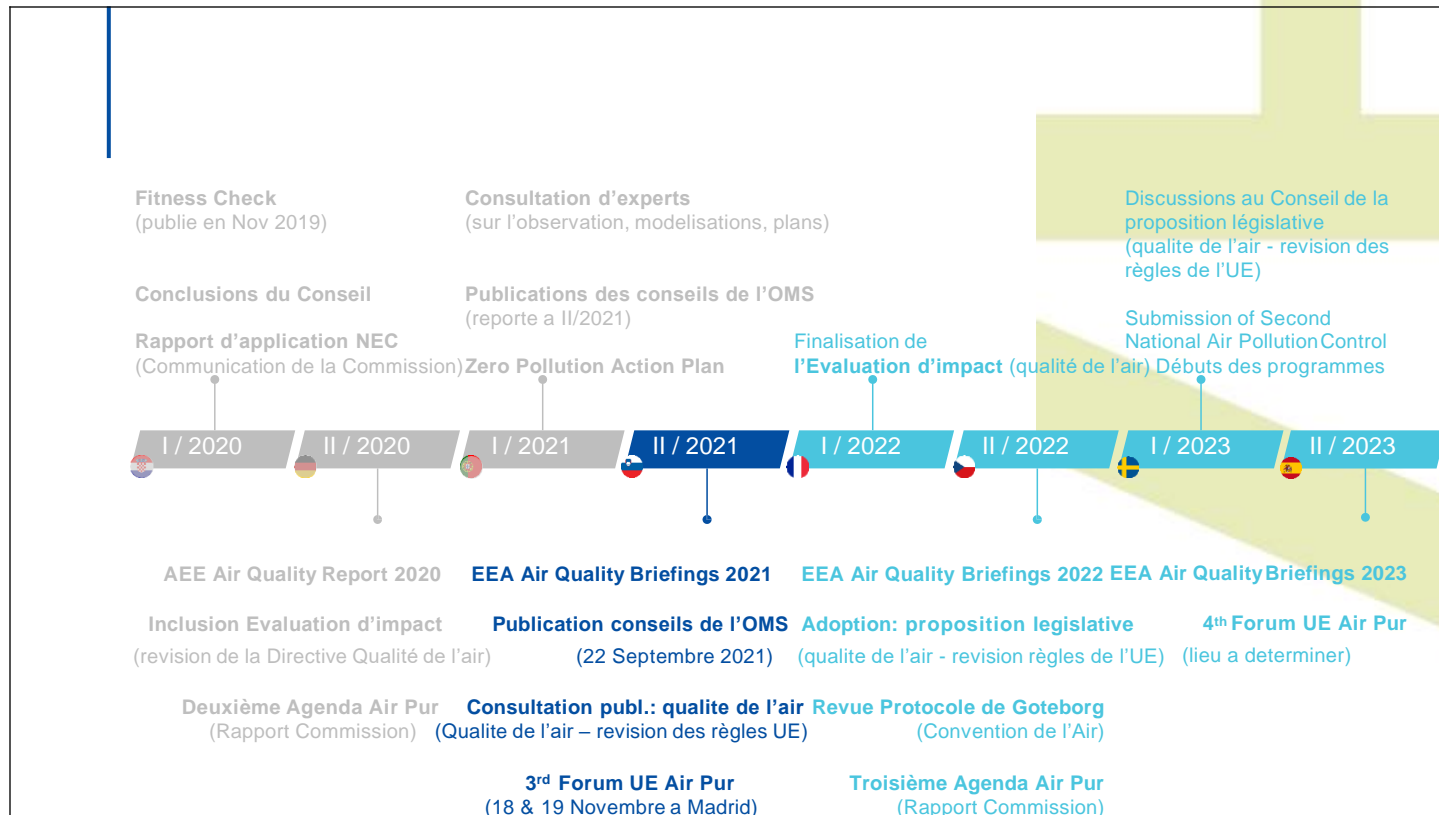 Fitness Check
(publie en Nov 2019)
Conclusions du Conseil
Rapport d’application NEC
(Communication de la Commission)
Consultation d’experts
(sur l’observation, modelisations, plans)
Publications des conseils de l’OMS
(reporte a II/2021)
Zero Pollution Action Plan
Finalisation de
l’Evaluation d’impact (qualité de l’air)
Discussions au Conseil de la
proposition législative
(qualite de l’air - revision des
règles de l’UE)
Submission of Second
National Air Pollution Control
Débuts des programmes
I / 2020
II / 2020
I / 2021
II / 2021
I / 2022
II / 2022
I / 2023
II / 2023
AEE Air Quality Report 2020
Inclusion Evaluation d’impact
(revision de la Directive Qualité de l’air)
Deuxième Agenda Air Pur
(Rapport Commission)
EEA Air Quality Briefings 2021
Publication conseils de l’OMS
(22 Septembre 2021)
Consultation publ.: qualite de l’air
(Qualite de l’air – revision des règles UE)
3rd Forum UE Air Pur
(18 & 19 Novembre a Madrid)
EEA Air Quality Briefings 2022
Adoption: proposition legislative
(qualite de l’air - revision règles de l’UE)
Revue Protocole de Goteborg
(Convention de l’Air)
Troisième Agenda Air Pur
(Rapport Commission)
EEA Air Quality Briefings 2023
4th Forum UE Air Pur
(lieu a determiner)